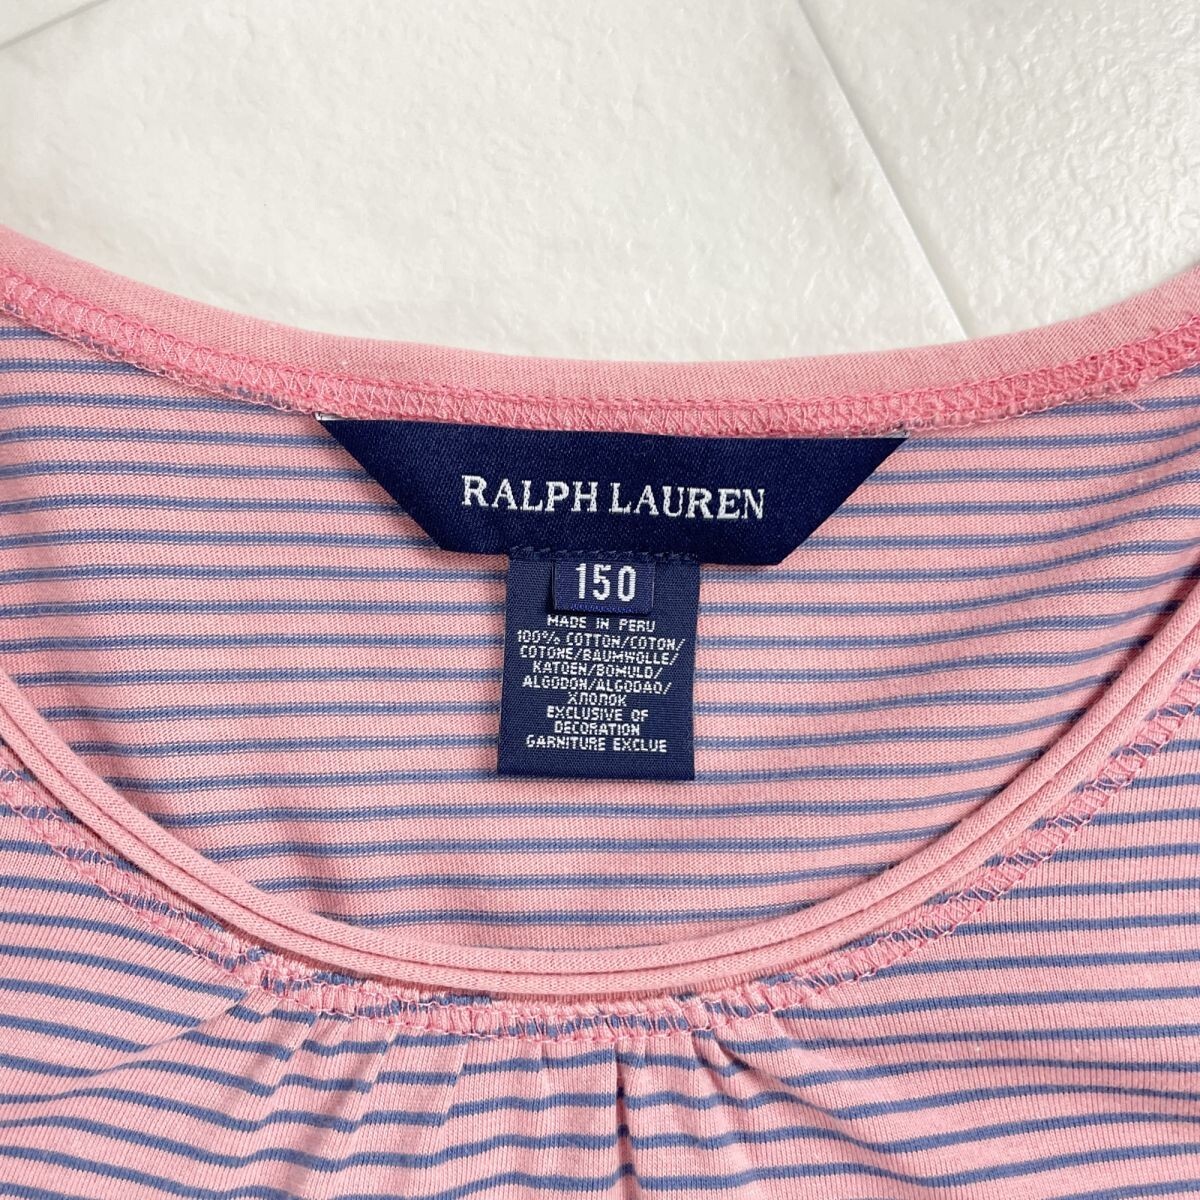 RALPH LAUREN
150
MADE IN PERU
100% COTTON/COTON/
COTONE/BAUMWOLLE/
KATOEN/BOMULD/
ALGODON/ALGODAO/
ХЛОПОК
EXCLUSIVE OF
DECORATION
GARNITURE EXCLUE